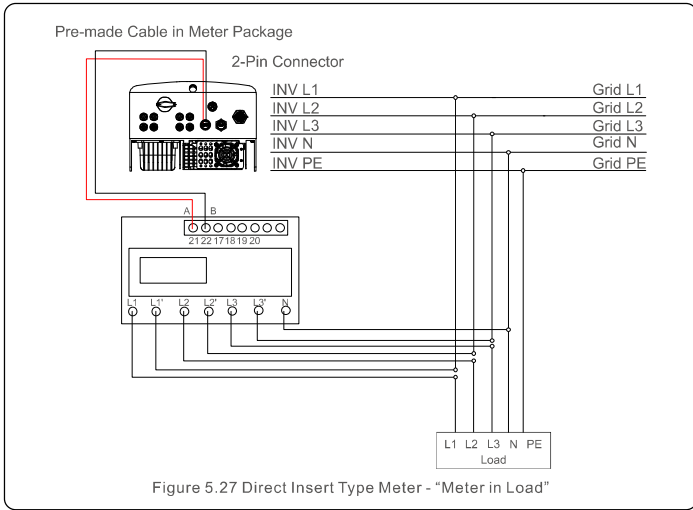 Pre-made Cable in Meter Package
2-Pin Connector
INV L1 Grid L1
INV L2 Grid L2
INV L3 Grid L3
INV N Grid N
INV PE Grid PE
A B
21 22 17 18 19 20
L1 L1' L2 L2' L3 L3' N
L1 L2 L3 N PE
Load
Figure 5.27 Direct Insert Type Meter - "Meter in Load"